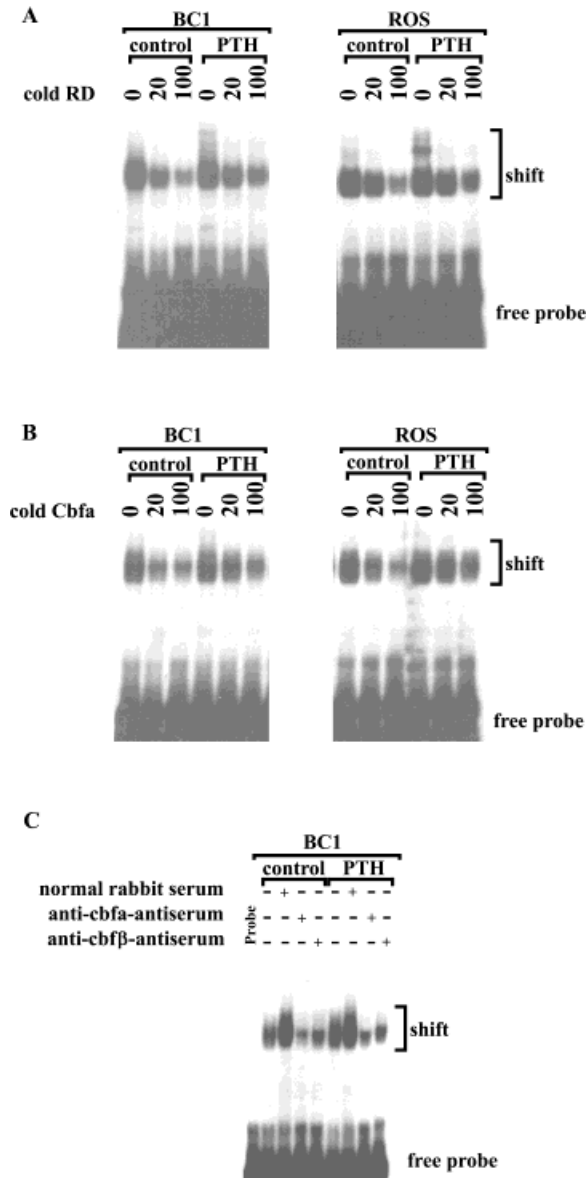 A
BC1 ROS
control PTH control PTH
cold RD 0 20 100 0 20 100 0 20 100 0 20 100
shift
free probe
B
BC1 ROS
control PTH control PTH
cold Cbfa 0 20 100 0 20 100 0 20 100 0 20 100
shift
free probe
C
BC1
control PTH
normal rabbit serum - + - - - + - -
anti-cbfa-antiserum - - + - - - + -
anti-cbfβ-antiserum Probe - - - + - - - +
shift
free probe